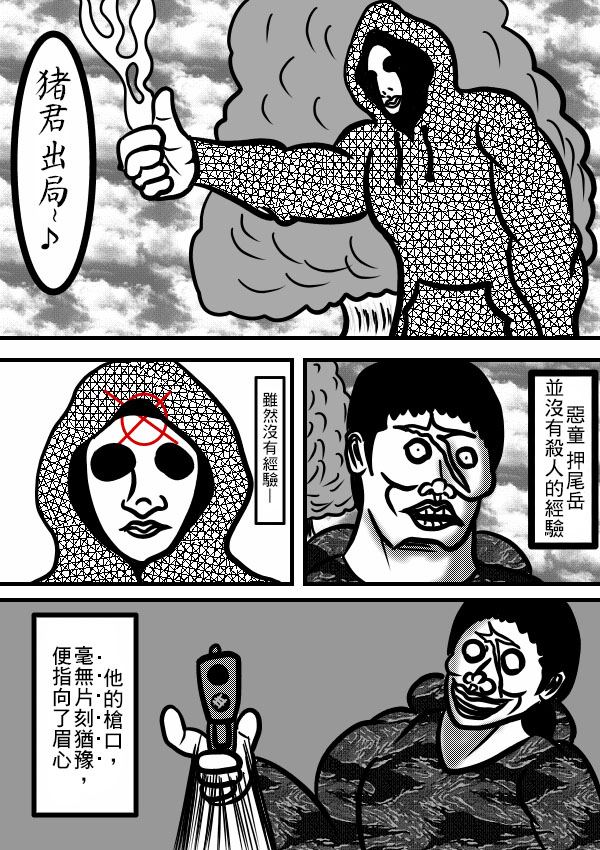 猪君出局~♪
惡童 押尾岳
並沒有殺人的經驗
雖然沒有經驗—
他的槍口，
毫無片刻猶豫，
便指向了眉心